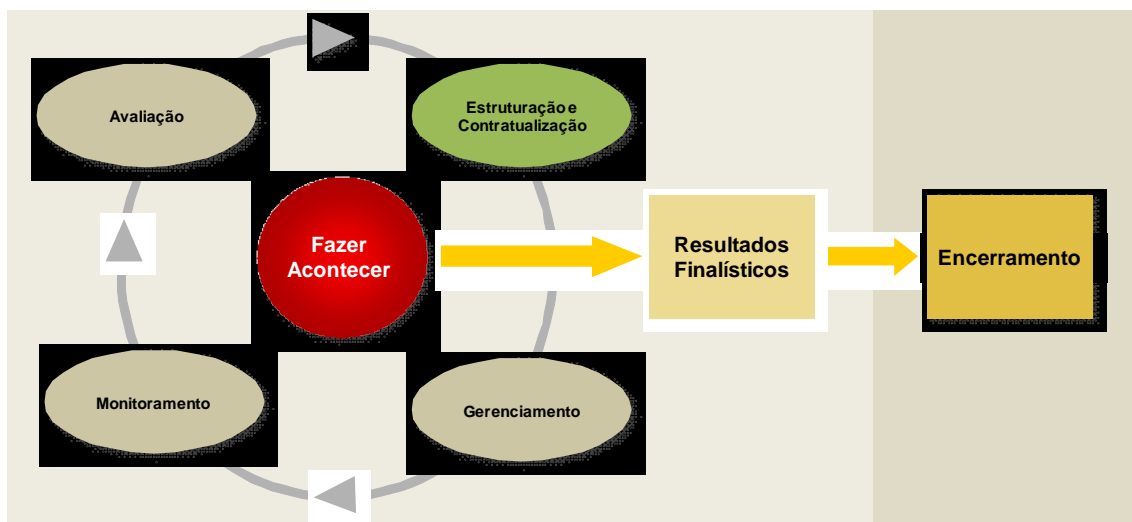 Avaliação
Estruturação e
Contratualização
Fazer
Acontecer
Resultados
Finalísticos
Encerramento
Monitoramento
Gerenciamento